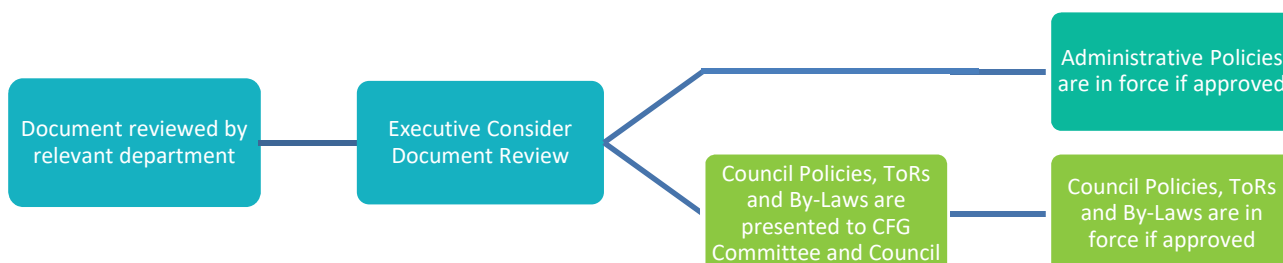 Document reviewed by
relevant department
Executive Consider
Document Review
Administrative Policies
are in force if approved
Council Policies, ToRs
and By-Laws are
presented to CFG
Committee and Council
Council Policies, ToRs
and By-Laws are in
force if approved